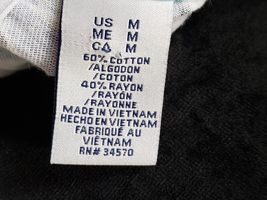 US M
ME M
CA M
60% COTTON
/ALGODON
/COTON
40% RAYON
/RAYON
/RAYONNE
MADE IN VIETNAM
HECHO EN VIETNAM
FABRIQUÉ AU
VIÊTNAM
RN# 34570